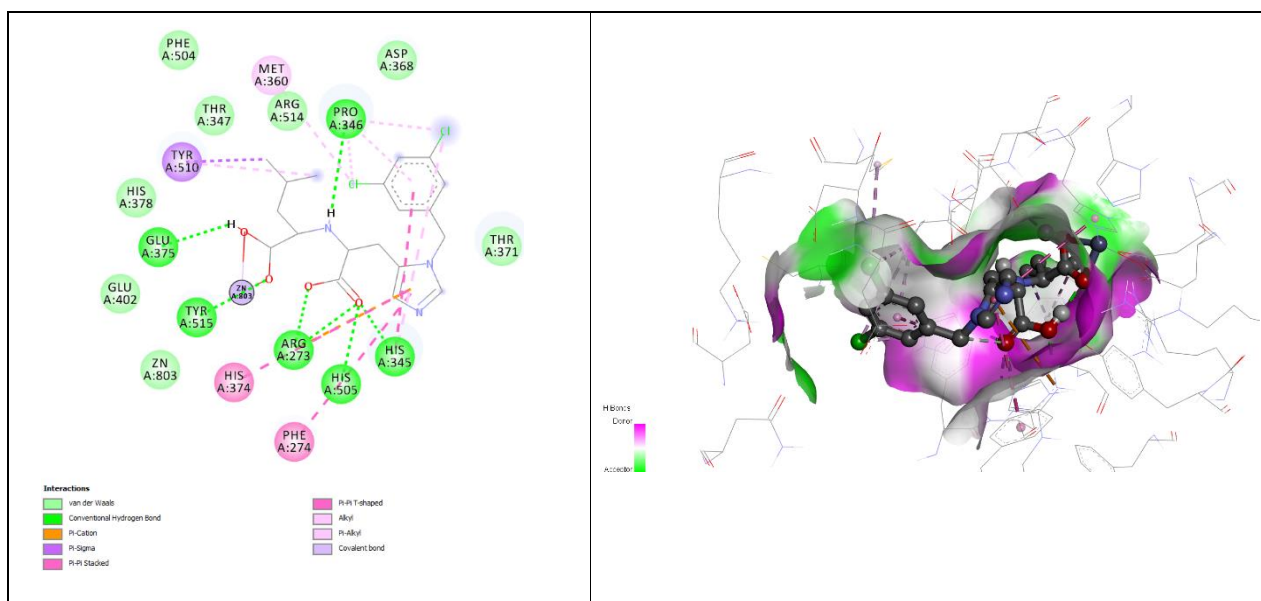 PHE
A:504
MET
A:360
ASP
A:368
THR
A:347
ARG
A:514
PRO
A:346
Cl
TYR
A:510
Cl
HIS
A:378
H
N
H
O
GLU
A:375
THR
A:371
GLU
A:402
ZN
A:803
O
TYR
A:515
O
O
N
N
ARG
A:273
HIS
A:345
ZN
A:803
HIS
A:374
HIS
A:505
PHE
A:274
Interactions
van der Waals
Conventional Hydrogen Bond
Pi-Cation
Pi-Sigma
Pi-Pi Stacked
Pi-Pi T-shaped
Alkyl
Pi-Alkyl
Covalent bond
H Bonds
Donor
Acceptor